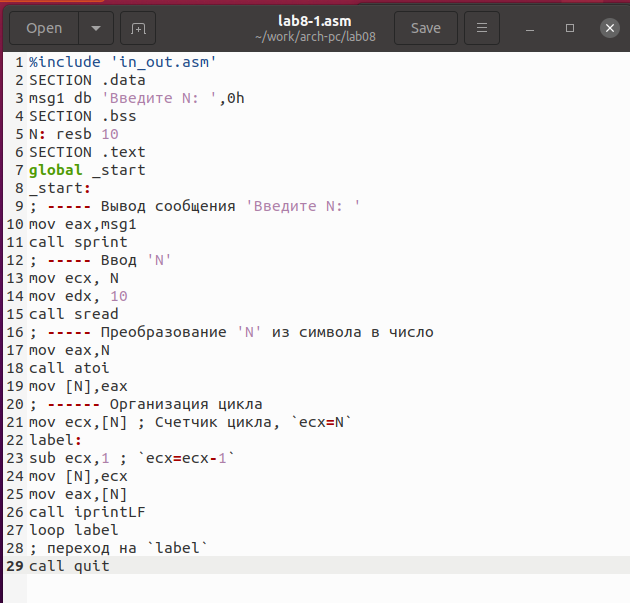 Open
lab8-1.asm
~/work/arch-pc/lab08
Save
1 %include 'in_out.asm'
2 SECTION .data
3 msg1 db 'Введите N: ',0h
4 SECTION .bss
5 N: resb 10
6 SECTION .text
7 global _start
8 _start:
9 ; ----- Вывод сообщения 'Введите N: '
10 mov eax,msg1
11 call sprint
12 ; ----- Ввод 'N'
13 mov ecx, N
14 mov edx, 10
15 call sread
16 ; ----- Преобразование 'N' из символа в число
17 mov eax,N
18 call atoi
19 mov [N],eax
20 ; ------ Организация цикла
21 mov ecx,[N] ; Счетчик цикла, `ecx=N`
22 label:
23 sub ecx,1 ; `ecx=ecx-1`
24 mov [N],ecx
25 mov eax,[N]
26 call iprintLF
27 loop label
28 ; переход на `label`
29 call quit